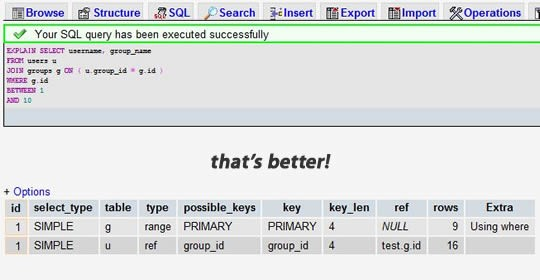 Browse Structure SQL Search Insert Export Import Operations
Your SQL query has been executed successfully
EXPLAIN SELECT username, group_name
FROM users u
JOIN groups g ON ( u.group_id = g.id )
WHERE g.id
BETWEEN 1
AND 10
that's better!
+ Options
id select_type table type possible_keys key key_len ref rows Extra
1 SIMPLE g range PRIMARY PRIMARY 4 NULL 9 Using where
1 SIMPLE u ref group_id group_id 4 test.g.id 16